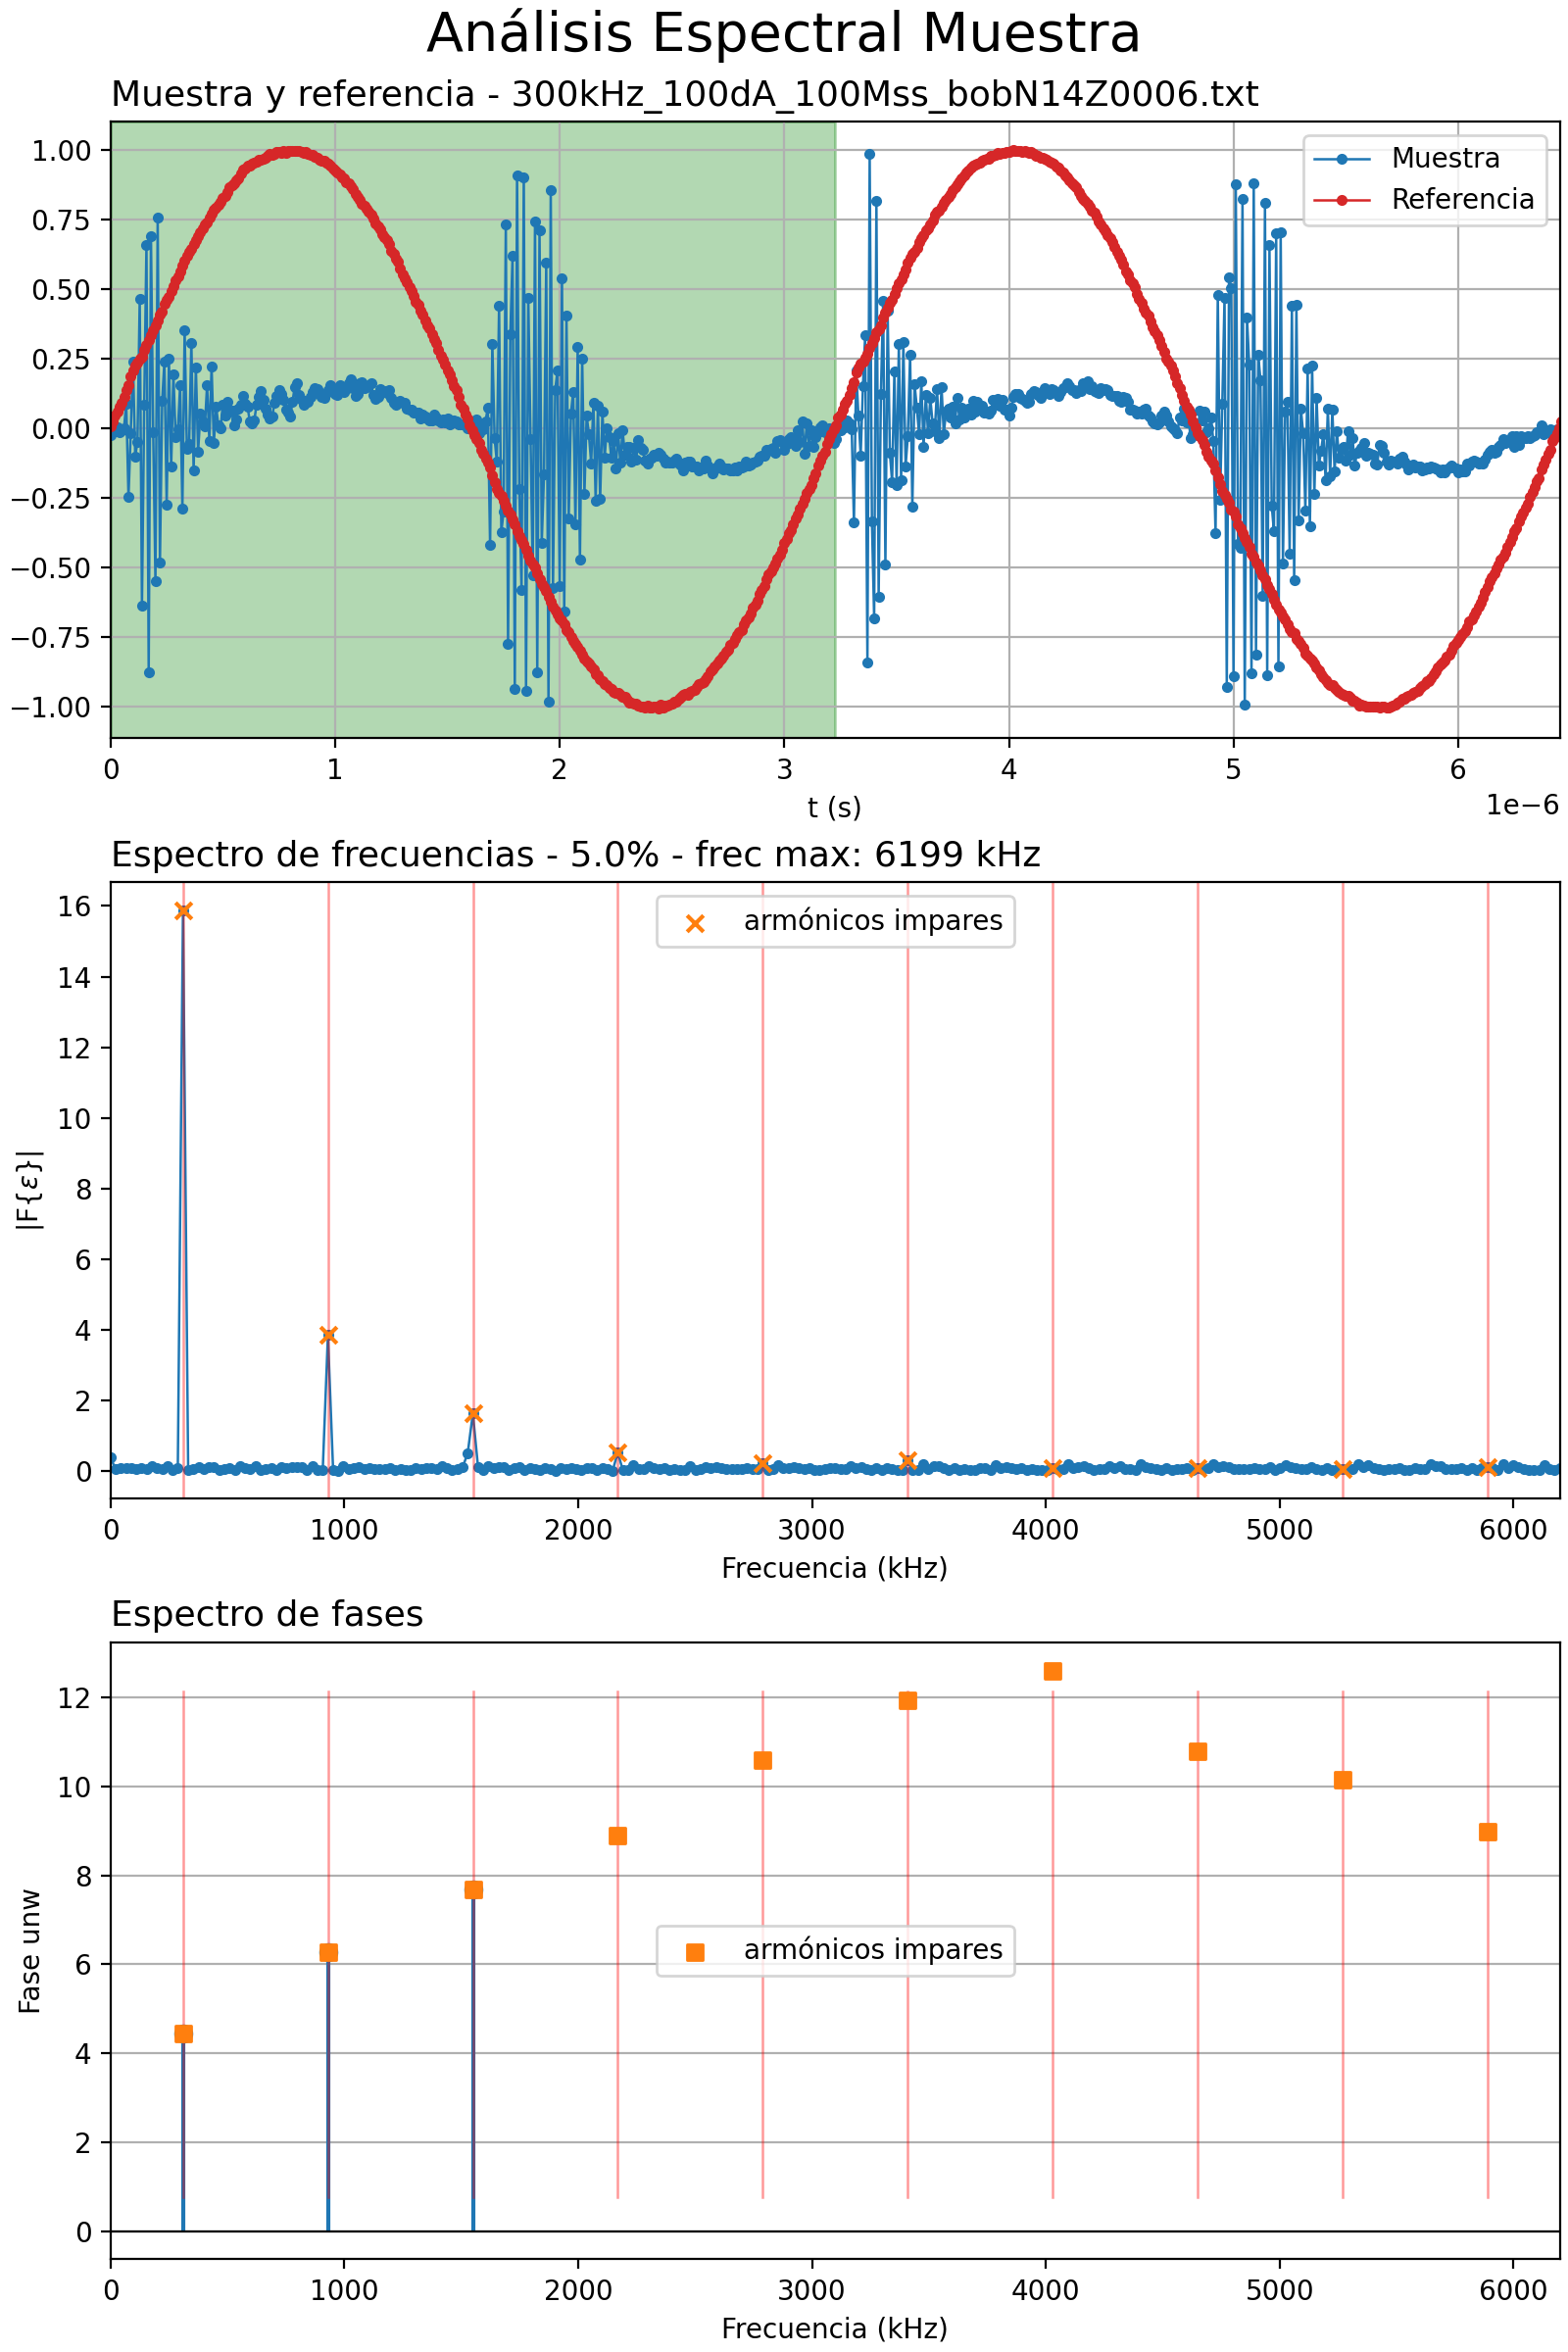 Análisis Espectral Muestra
Muestra y referencia - 300kHz_100dA_100Mss_bobN14Z0006.txt
1.00
0.75
0.50
0.25
0.00
−0.25
−0.50
−0.75
−1.00
Muestra
Referencia
0 1 2 3 4 5 6
t (s)
1e−6
Espectro de frecuencias - 5.0% - frec max: 6199 kHz
16
14
12
10
8
6
4
2
0
|F{ε}|
armónicos impares
0 1000 2000 3000 4000 5000 6000
Frecuencia (kHz)
Espectro de fases
12
10
8
6
4
2
0
Fase unw
armónicos impares
0 1000 2000 3000 4000 5000 6000
Frecuencia (kHz)